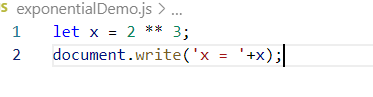 exponentialDemo.js > ...
1 let x = 2 ** 3;
2 document.write('x = '+x);